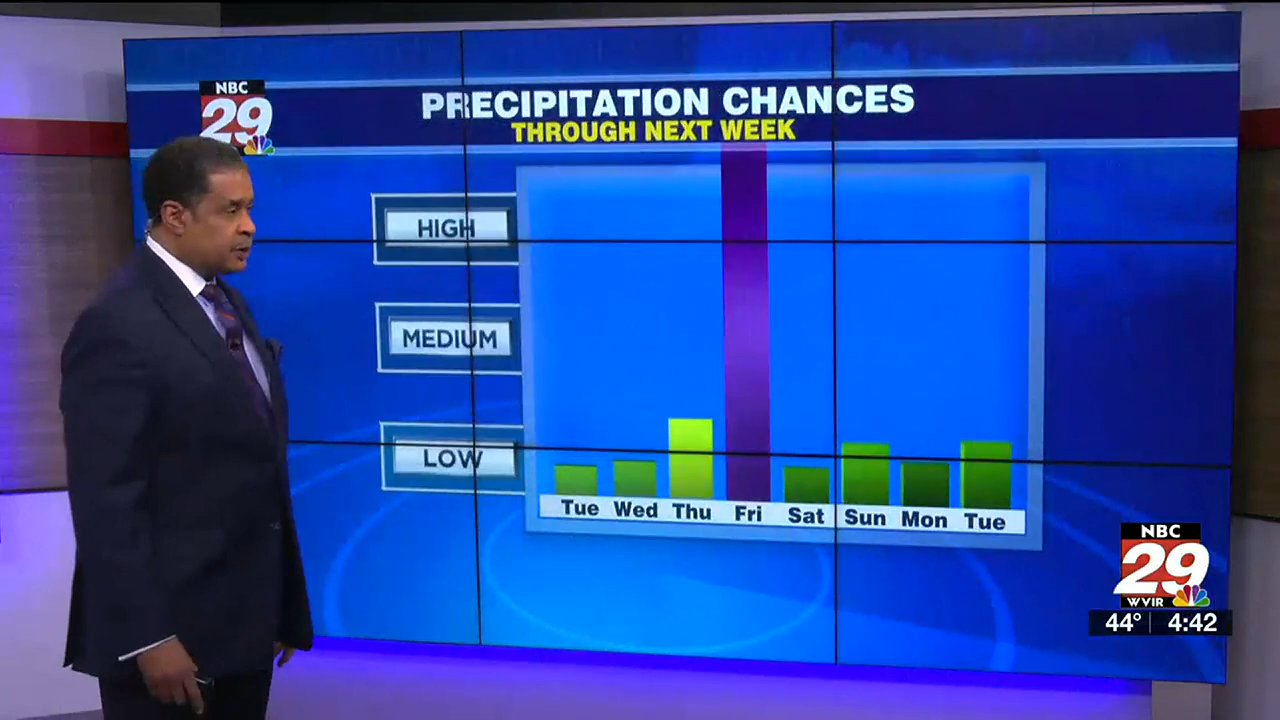 NBC
29
PRECIPITATION CHANCES
THROUGH NEXT WEEK
HIGH
MEDIUM
LOW
Tue Wed Thu Fri Sat Sun Mon Tue
NBC
29
WVIR
44° 4:42